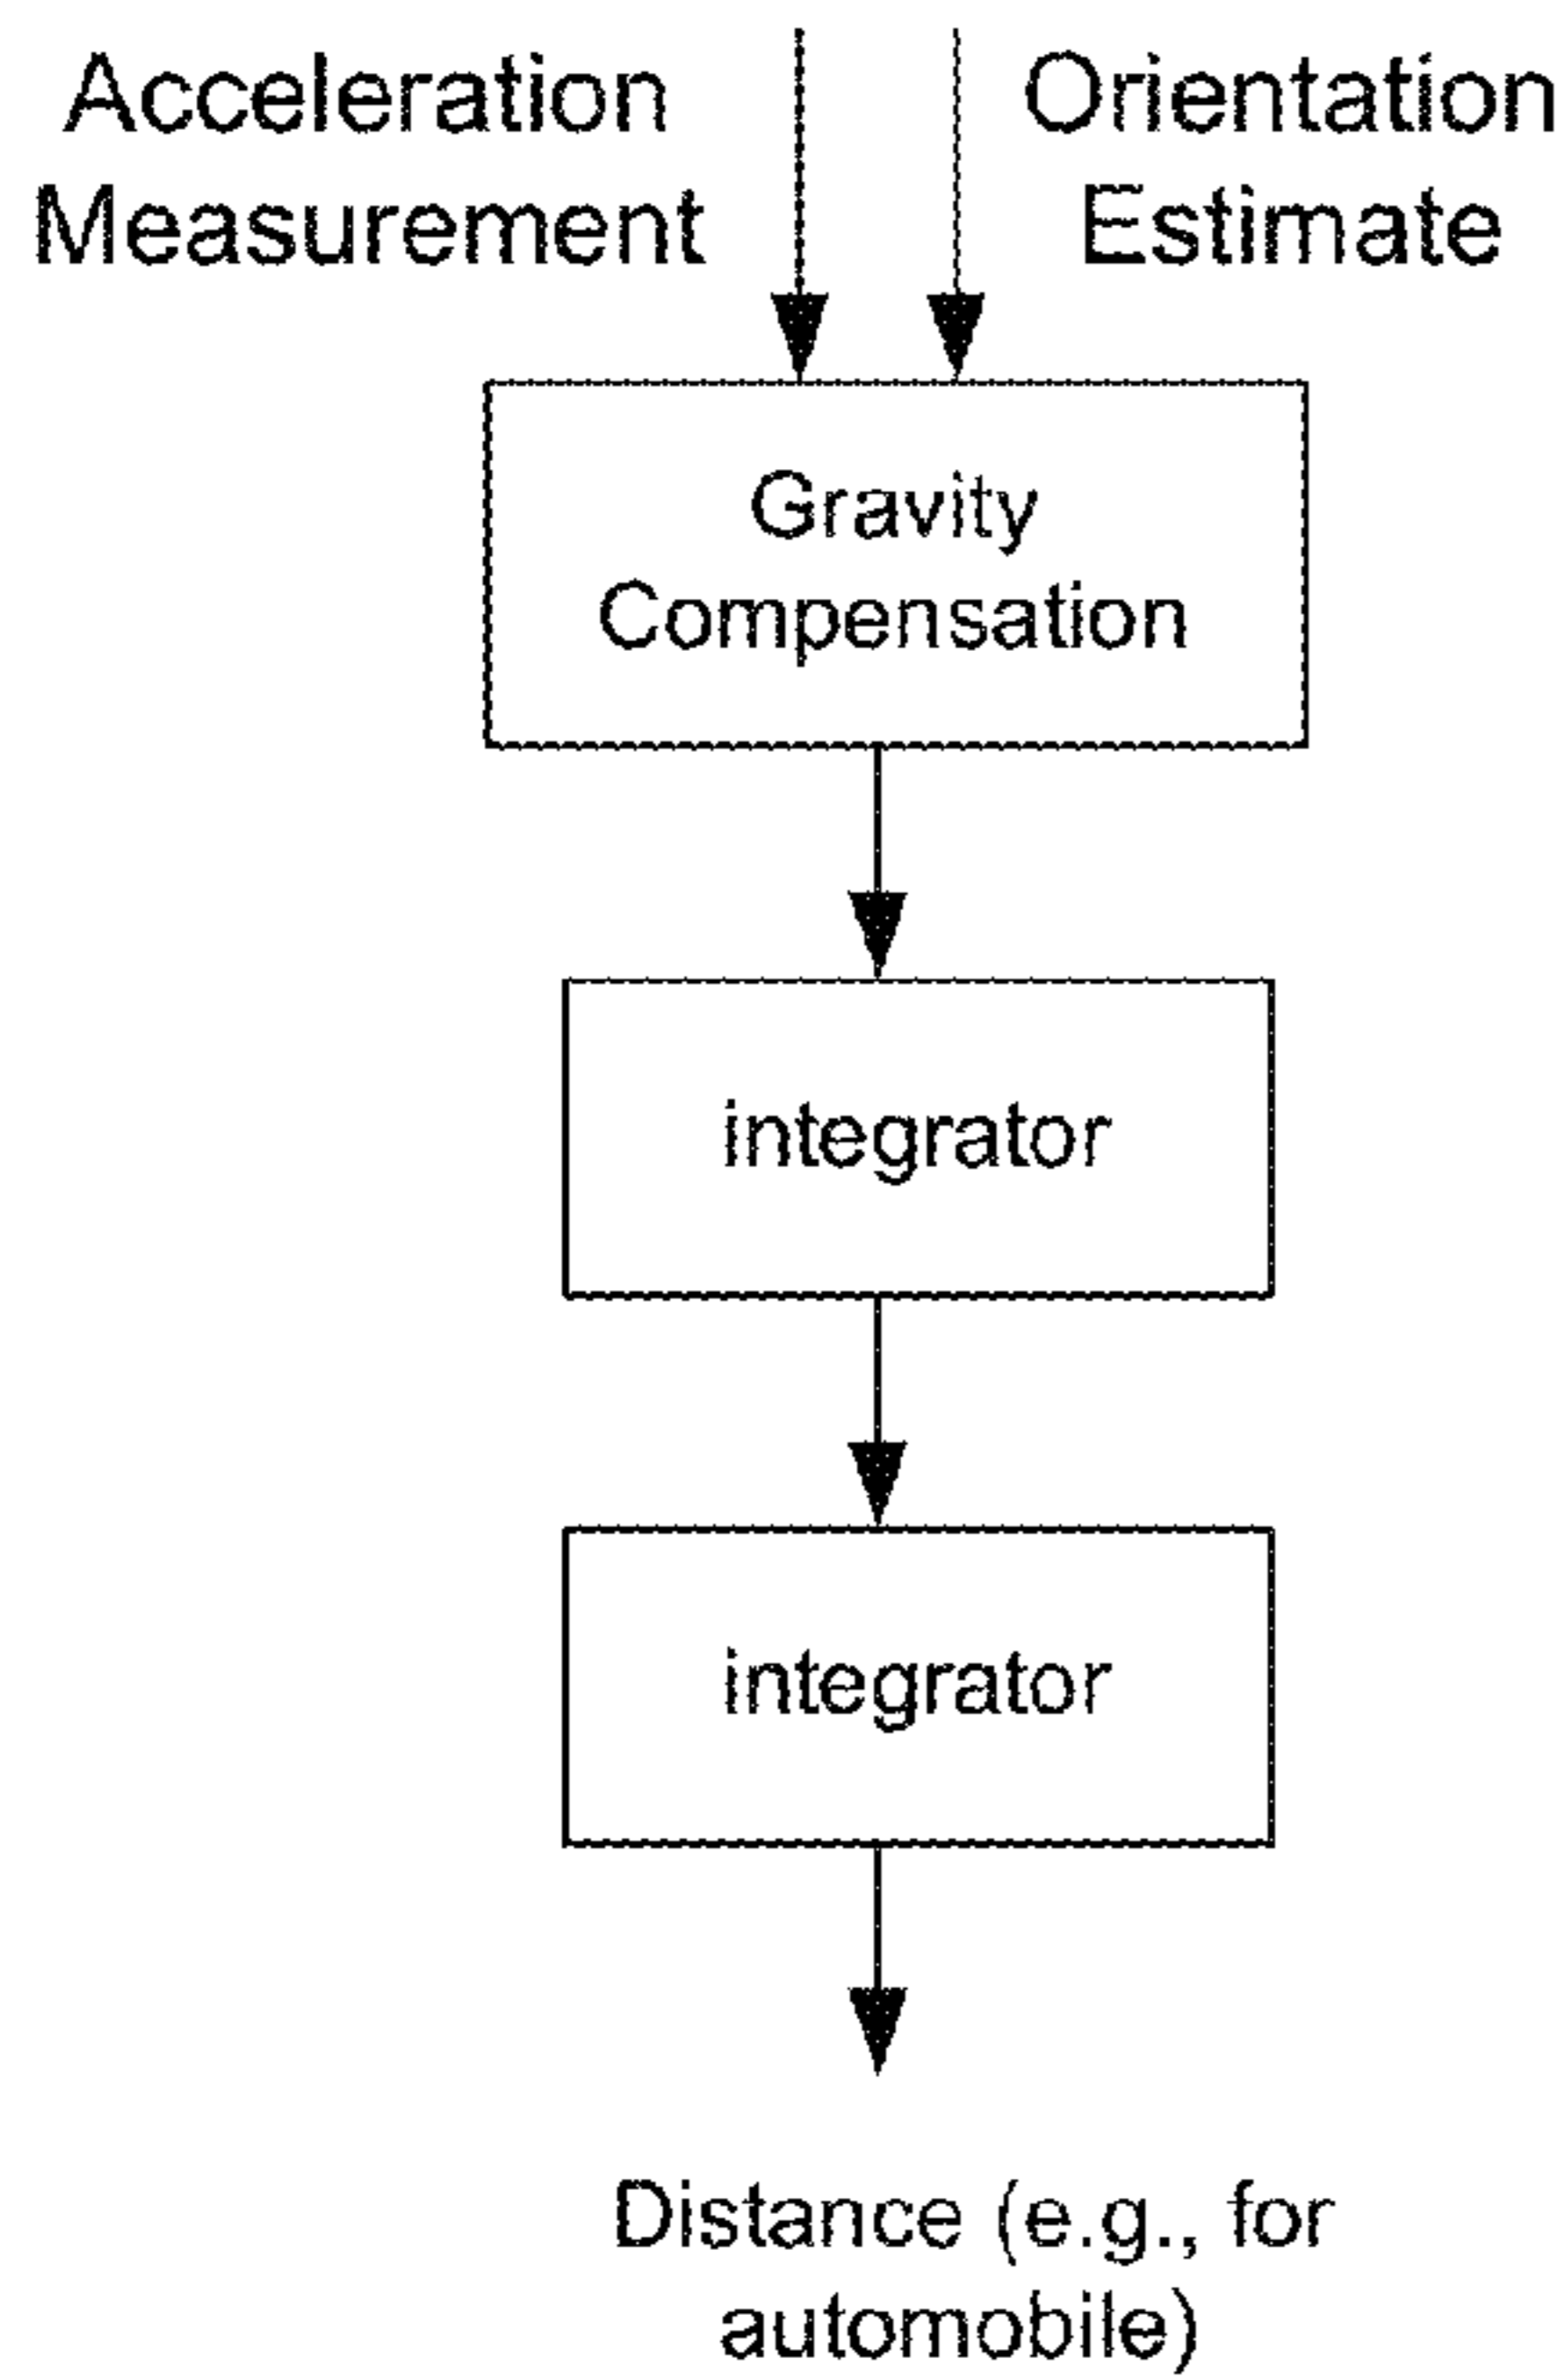 Acceleration
Measurement
Orientation
Estimate
Gravity
Compensation
integrator
integrator
Distance (e.g., for
automobile)